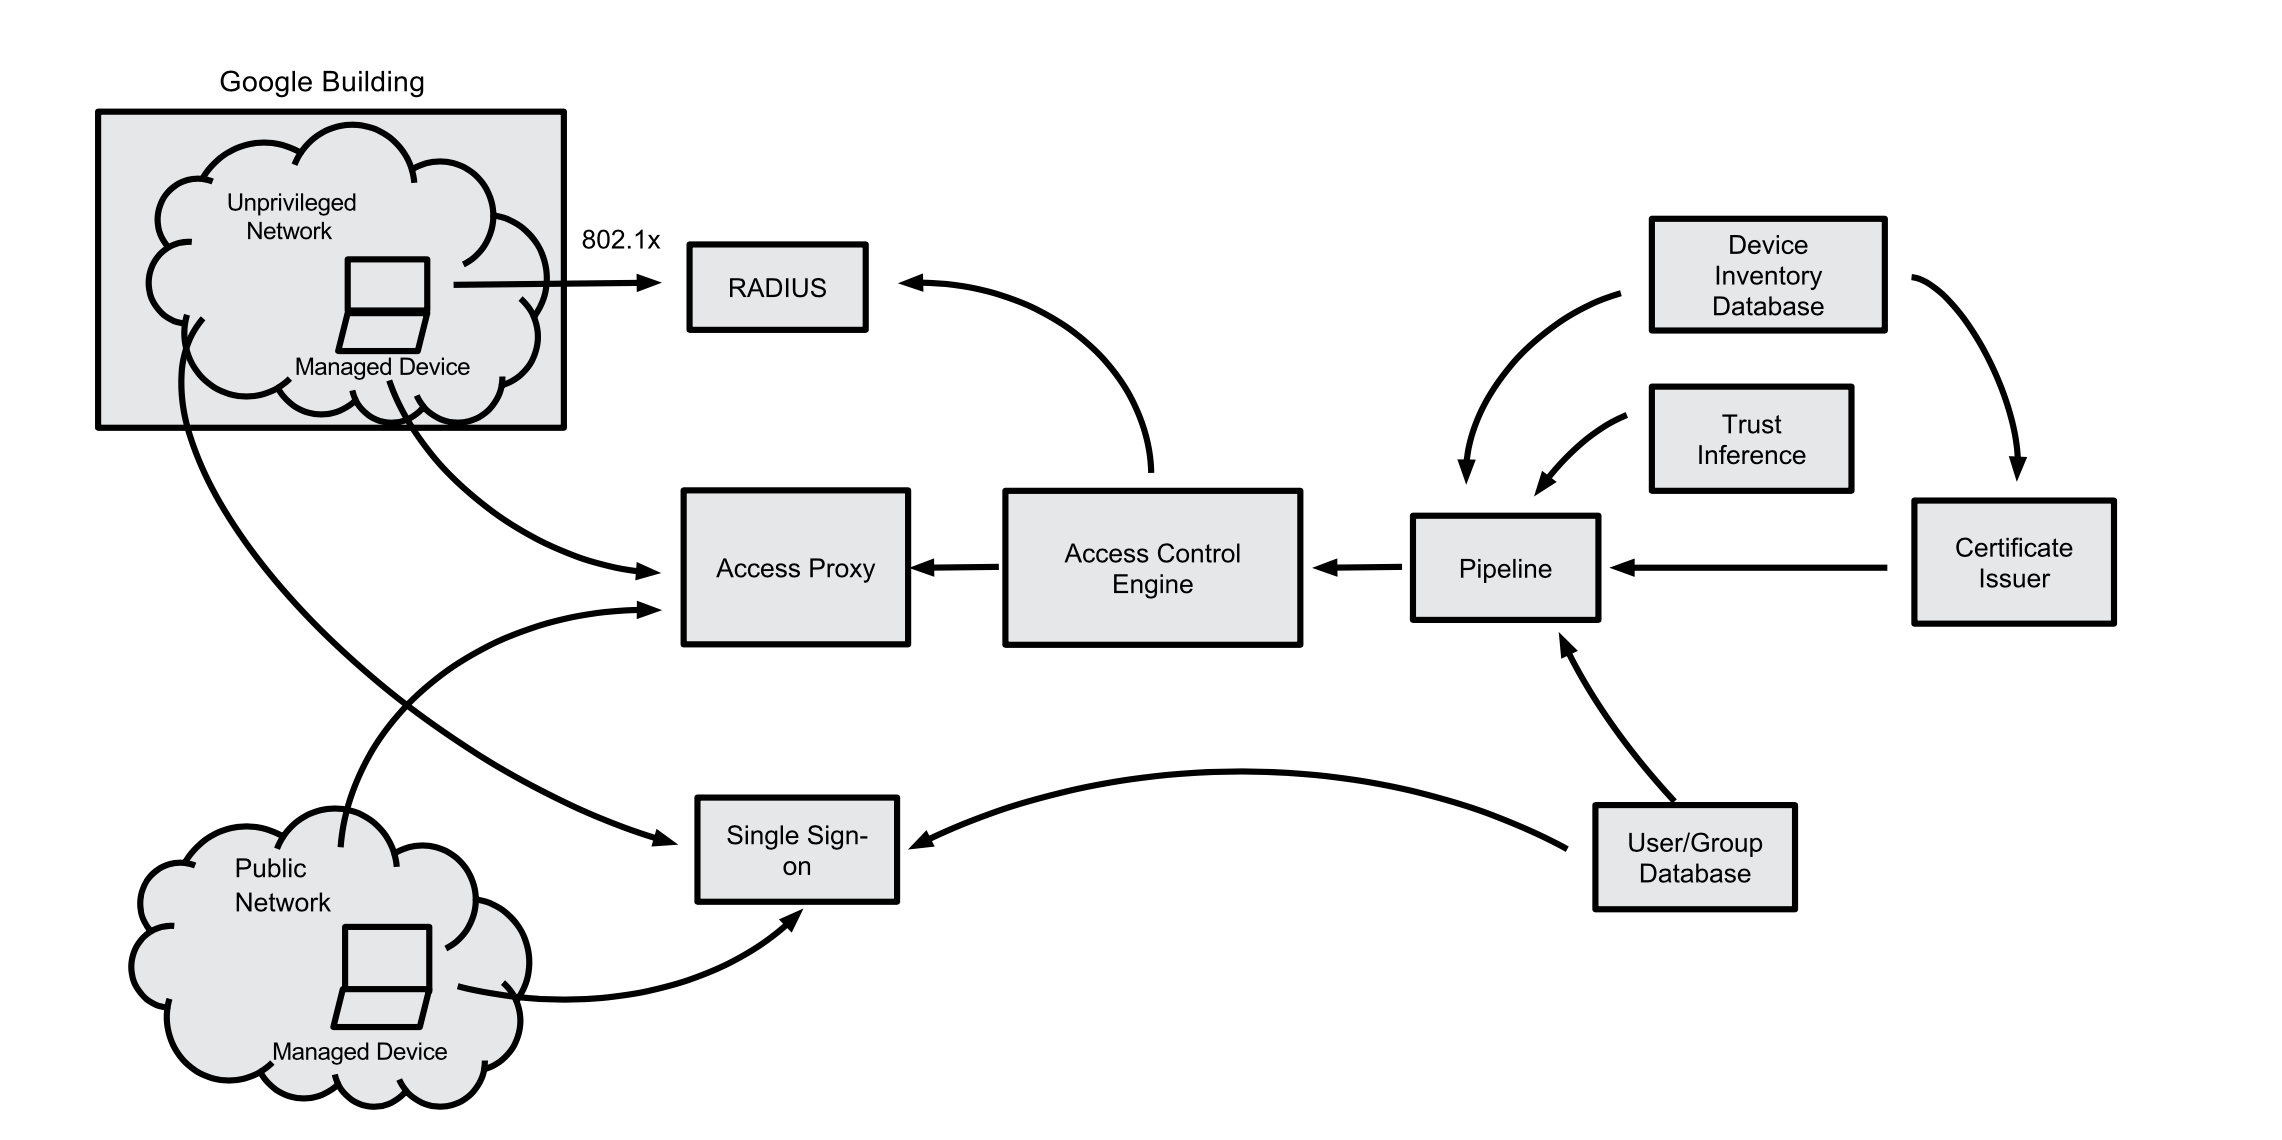 Google Building
Unprivileged
Network
Managed Device
802.1x
RADIUS
Device
Inventory
Database
Trust
Inference
Access Proxy
Access Control
Engine
Pipeline
Certificate
Issuer
Single Sign-
on
User/Group
Database
Public
Network
Managed Device